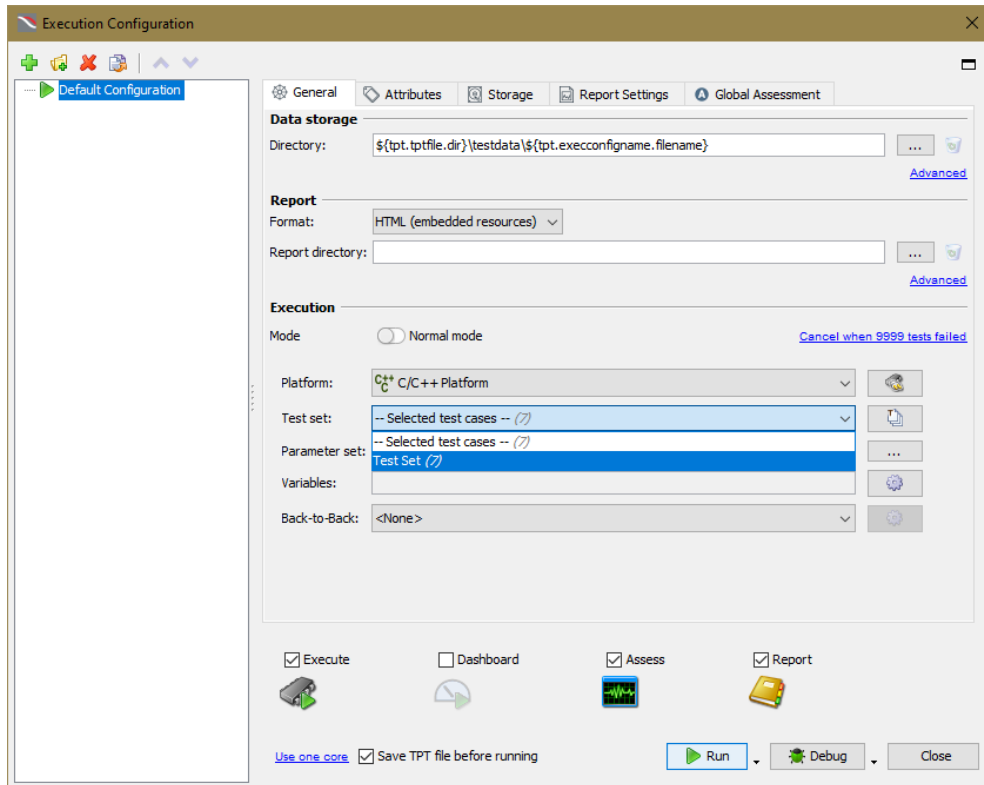 Execution Configuration
Default Configuration
General Attributes Storage Report Settings Global Assessment
Data storage
Directory: ${tpt.tptfile.dir}\testdata\${tpt.execconfigname.filename} ...
Advanced
Report
Format: HTML (embedded resources)
Report directory: ...
Advanced
Execution
Mode Normal mode Cancel when 9999 tests failed
Platform: C/C++ Platform
Test set: -- Selected test cases -- (7)
-- Selected test cases -- (7)
Parameter set: Test Set (7) ...
Variables:
Back-to-Back: <None>
Execute Dashboard Assess Report
Use one core Save TPT file before running Run Debug Close